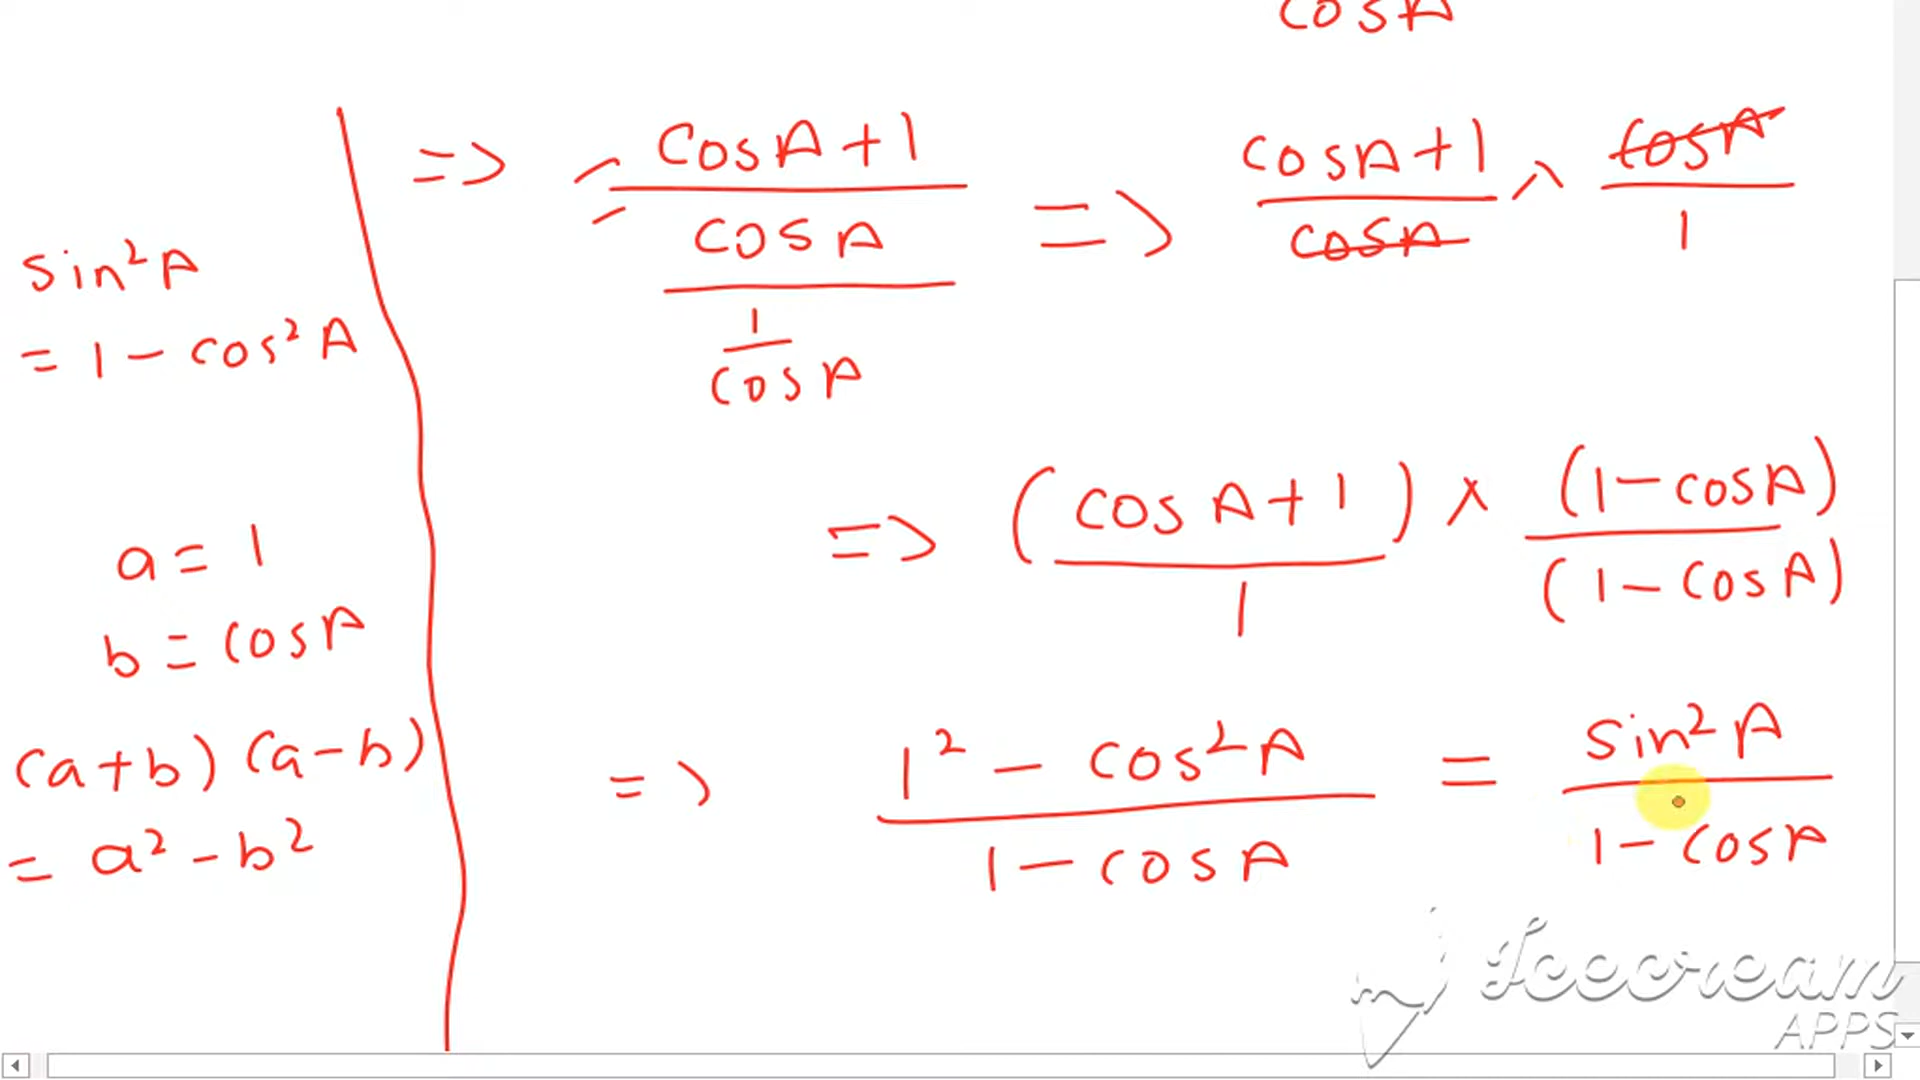 cosA
=> = cosA+1 / cosA / 1 / cosA => cosA+1 / cosA × cosA / 1
sin²A
= 1 - cos²A
=> (cosA+1) / 1 × (1-cosA) / (1-cosA)
a = 1
b = cosA
(a+b) (a-b)
= a² - b²
=> 1² - cos²A / 1 - cosA = sin²A / 1 - cosA
Icecream
APPS